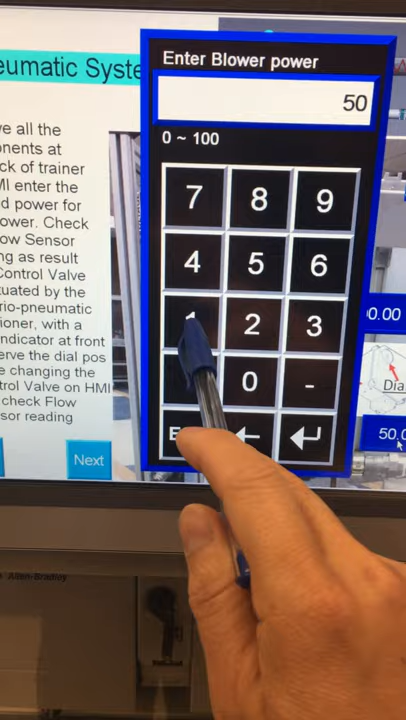 eumatic Syste
Enter Blower power
50
0 ~ 100
7 8 9
4 5 6
1 2 3
0 -
E
ve all the
onents at
ck of trainer
MI enter the
d power for
ower. Check
ow Sensor
ng as result
Control Valve
tuated by the
rio-pneumatic
ioner, with a
ndicator at front
erve the dial pos
e changing the
trol Valve on HMI
check Flow
sor reading
Next
0.00
Dia
50.0
Allen-Bradley